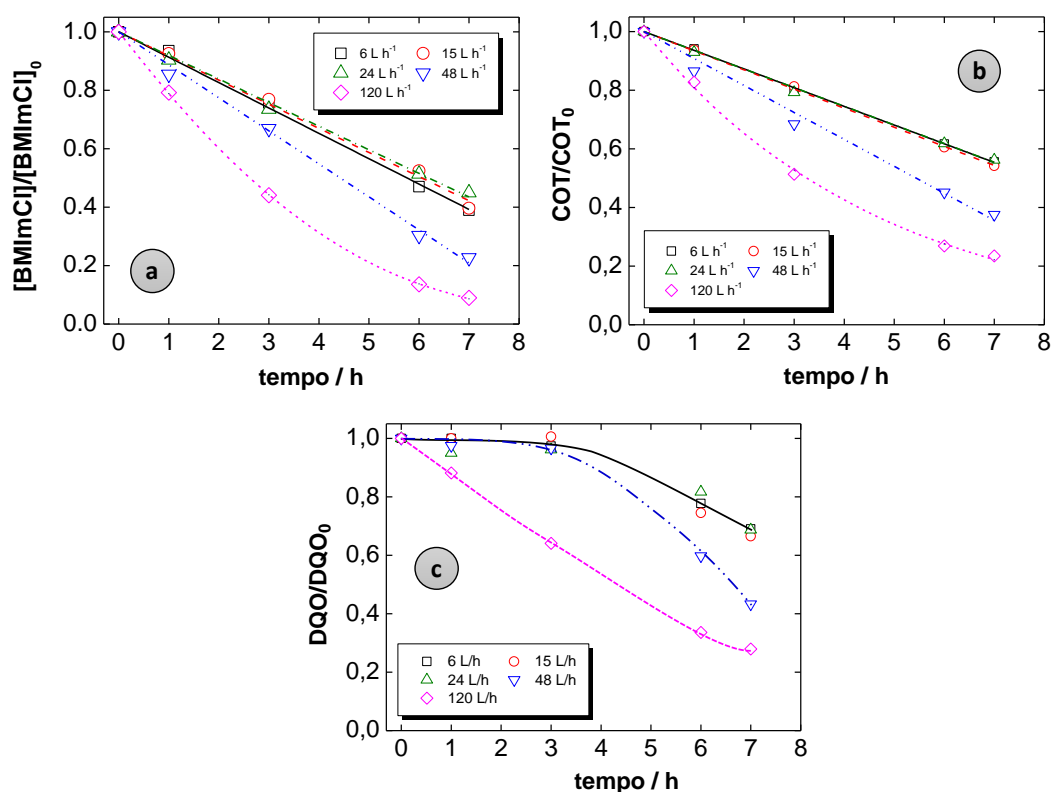 [BMImCl]/[BMImCl]0
1.0
0.8
0.6
0.4
0.2
0.0
6 L h-1
15 L h-1
24 L h-1
48 L h-1
120 L h-1
a
0 1 2 3 4 5 6 7 8
tempo / h
COT/COT0
1,0
0,8
0,6
0,4
0,2
0,0
b
6 L h-1
15 L h-1
24 L h-1
48 L h-1
120 L h-1
0 1 2 3 4 5 6 7 8
tempo / h
DQO/DQO0
1,0
0,8
0,6
0,4
0,2
0,0
c
6 L/h
15 L/h
24 L/h
48 L/h
120 L/h
0 1 2 3 4 5 6 7 8
tempo / h